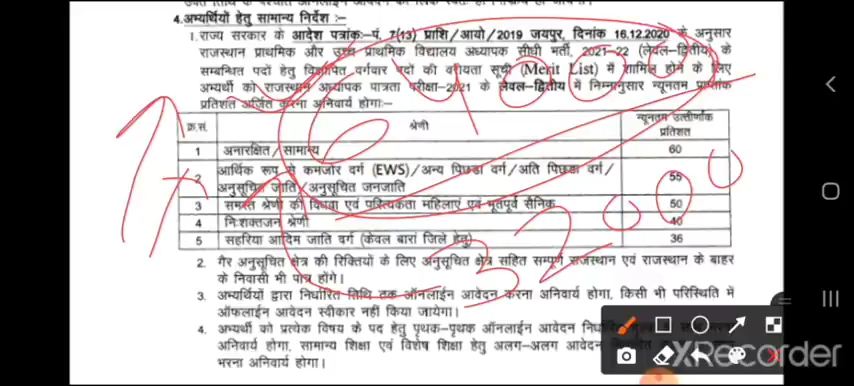 4. अभ्यर्थियों हेतु सामान्य निर्देश :-
1. राज्य सरकार के आदेश पत्रांक:-पं. 7(13) प्राशि/आयो/2019 जयपुर, दिनांक 16.12.2020 के अनुसार
राजस्थान प्राथमिक और उच्च प्राथमिक विद्यालय अध्यापक सीधी भर्ती, 2021-22 (लेवल-द्वितीय) के
सम्बन्धित पदों हेतु विज्ञापित वर्गवार पदों की वरीयता सूची (Merit List) में शामिल होने के लिए
अभ्यर्थी को राजस्थान अध्यापक पात्रता परीक्षा-2021 के लेवल-द्वितीय में निम्नानुसार न्यूनतम प्राप्तांक
प्रतिशत अर्जित करना अनिवार्य होगा:-
क्र.सं. श्रेणी न्यूनतम उत्तीर्णांक प्रतिशत
1 अनारक्षित/सामान्य 60
2 आर्थिक रूप से कमजोर वर्ग (EWS)/अन्य पिछडा वर्ग/अति पिछडा वर्ग/ 55
अनुसूचित जाति/अनुसूचित जनजाति
3 समस्त श्रेणी की विधवा एवं परित्यकता महिलाएं एवं भूतपूर्व सैनिक 50
4 निःशक्तजन श्रेणी 40
5 सहरिया आदिम जाति वर्ग (केवल बारां जिले हेतु) 36
2. गैर अनुसूचित क्षेत्र की रिक्तियों के लिए अनुसूचित क्षेत्र सहित सम्पूर्ण राजस्थान एवं राजस्थान के बाहर
के निवासी भी पात्र होंगे।
3. अभ्यर्थियों द्वारा निर्धारित तिथि तक ऑनलाईन आवेदन करना अनिवार्य होगा, किसी भी परिस्थिति में
ऑफलाईन आवेदन स्वीकार नहीं किया जायेगा।
4. अभ्यर्थी को प्रत्येक विषय के पद हेतु पृथक-पृथक ऑनलाईन आवेदन
अनिवार्य होगा, सामान्य शिक्षा एवं विशेष शिक्षा हेतु अलग-अलग आवेदन
भरना अनिवार्य होगा।
32000
XRecorder